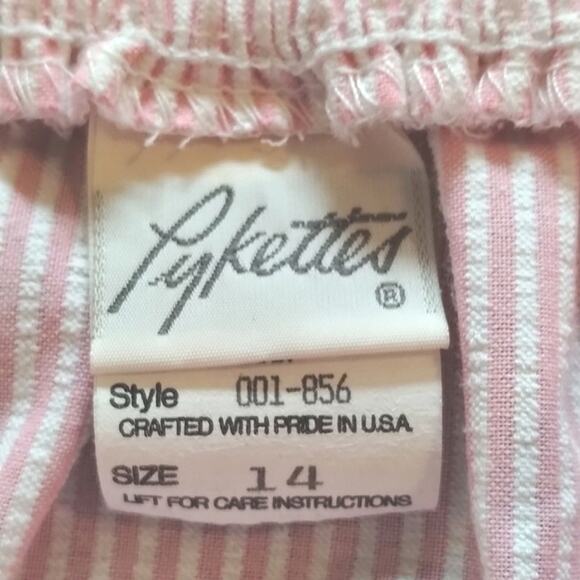 Pykettes
®
Style 001-856
CRAFTED WITH PRIDE IN U.S.A.
SIZE 14
LIFT FOR CARE INSTRUCTIONS